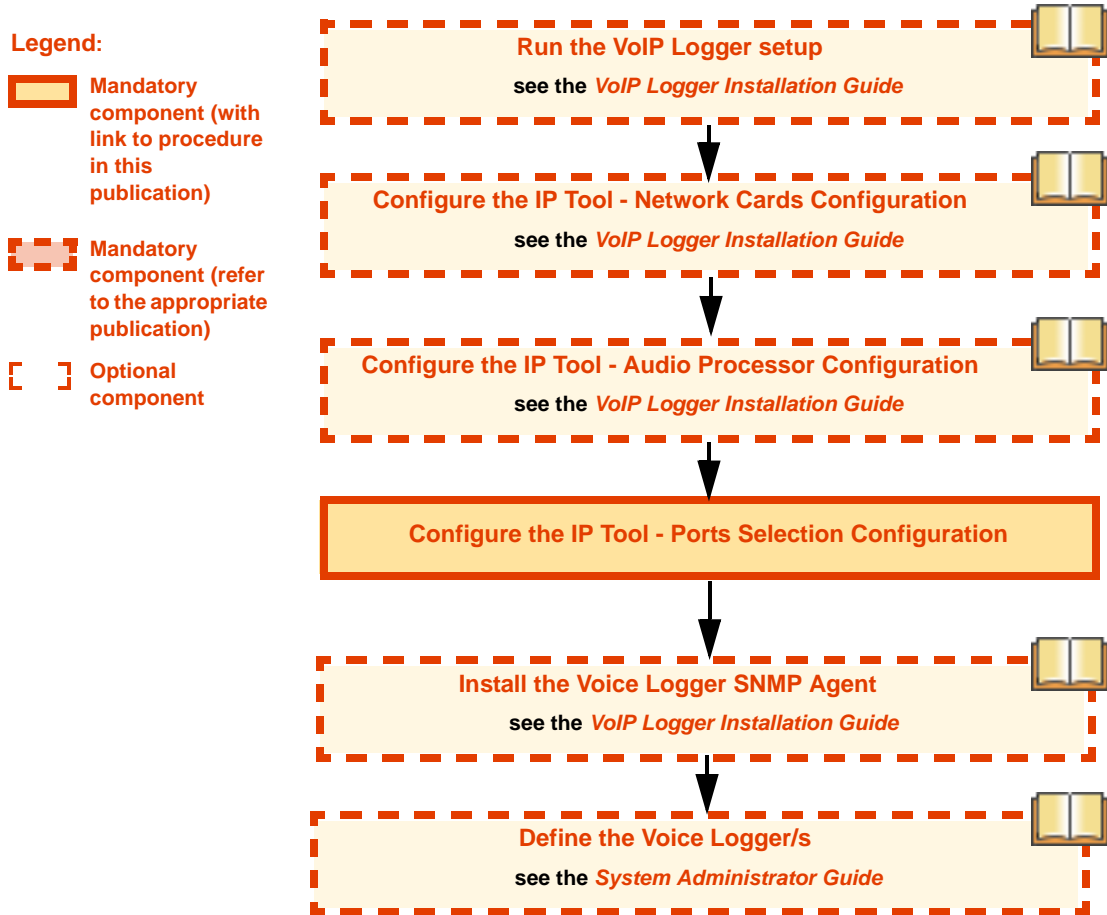 Legend:
Mandatory
component (with
link to procedure
in this
publication)
Mandatory
component (refer
to the appropriate
publication)
Optional
component
Run the VoIP Logger setup
see the VoIP Logger Installation Guide
Configure the IP Tool - Network Cards Configuration
see the VoIP Logger Installation Guide
Configure the IP Tool - Audio Processor Configuration
see the VoIP Logger Installation Guide
Configure the IP Tool - Ports Selection Configuration
Install the Voice Logger SNMP Agent
see the VoIP Logger Installation Guide
Define the Voice Logger/s
see the System Administrator Guide